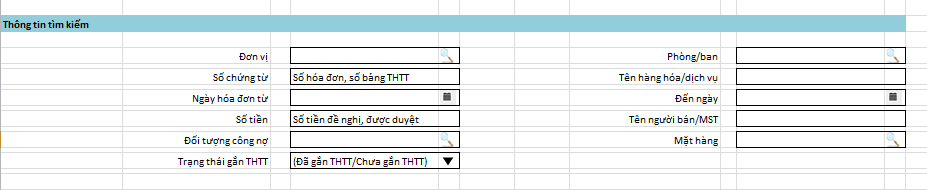 Thông tin tìm kiếm
Đơn vị Phòng/ban
Số chứng từ Số hóa đơn, số bảng THTT Tên hàng hóa/dịch vụ
Ngày hóa đơn từ Đến ngày
Số tiền Số tiền đề nghị, được duyệt Tên người bán/MST
Đối tượng công nợ Mặt hàng
Trạng thái gắn THTT (Đã gắn THTT/Chưa gắn THTT)